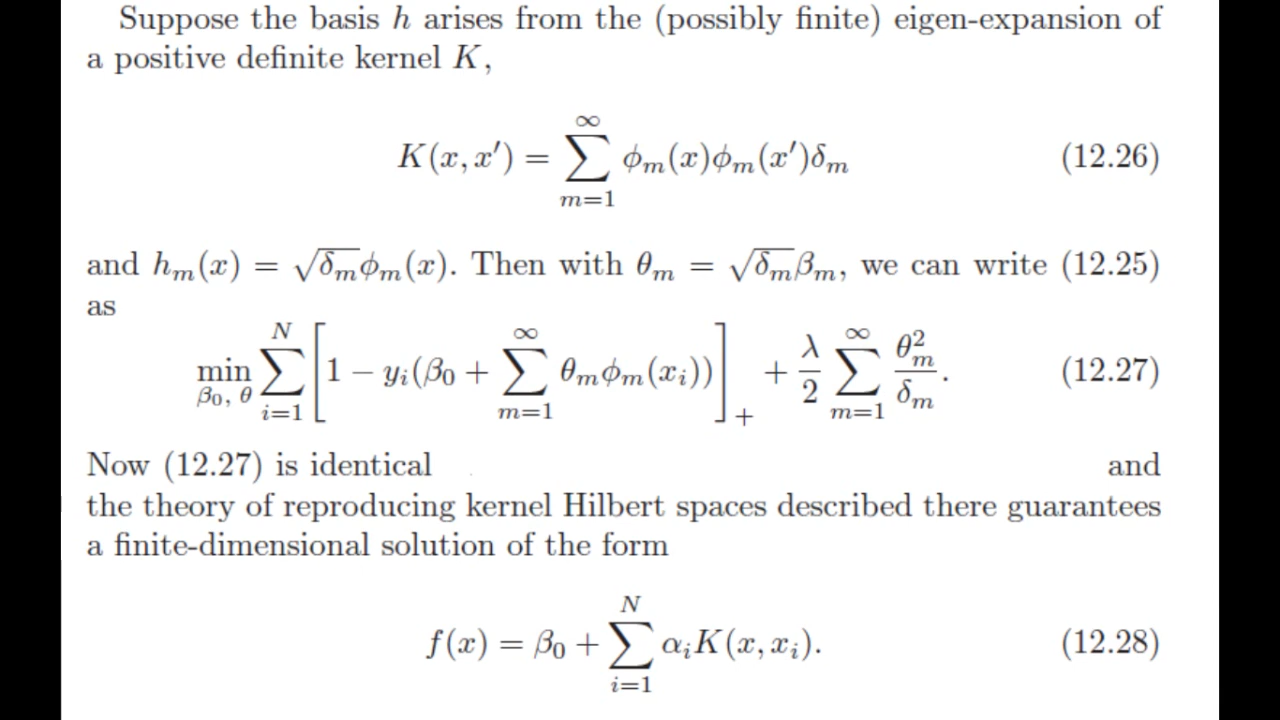 Suppose the basis h arises from the (possibly finite) eigen-expansion of
a positive definite kernel K,
K(x, x′) = ∑_{m=1}^{∞} ϕ_m(x)ϕ_m(x′)δ_m (12.26)
and h_m(x) = √δ_m ϕ_m(x). Then with θ_m = √δ_m β_m, we can write (12.25)
as
min_{β_0, θ} ∑_{i=1}^{N} [1 − y_i(β_0 + ∑_{m=1}^{∞} θ_m ϕ_m(x_i))]_+ + λ/2 ∑_{m=1}^{∞} θ_m^2/δ_m. (12.27)
Now (12.27) is identical and
the theory of reproducing kernel Hilbert spaces described there guarantees
a finite-dimensional solution of the form
f(x) = β_0 + ∑_{i=1}^{N} α_i K(x, x_i). (12.28)